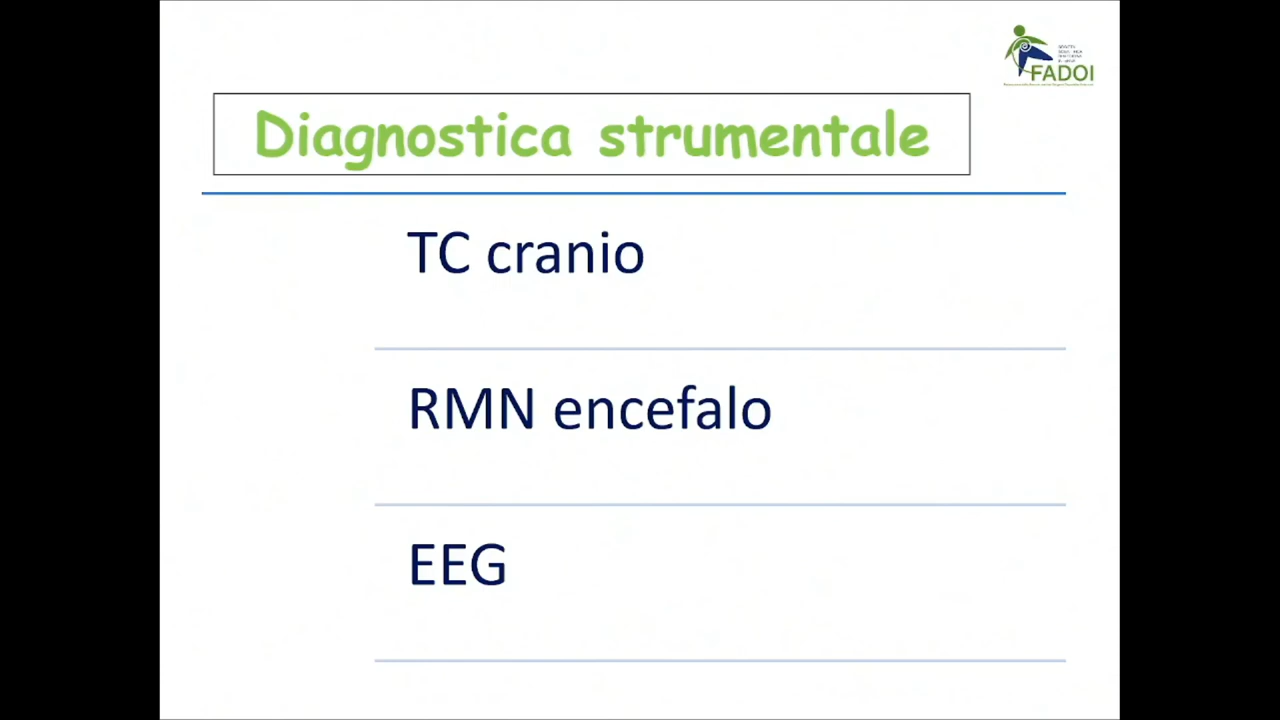 FADOI
Diagnostica strumentale
TC cranio
RMN encefalo
EEG